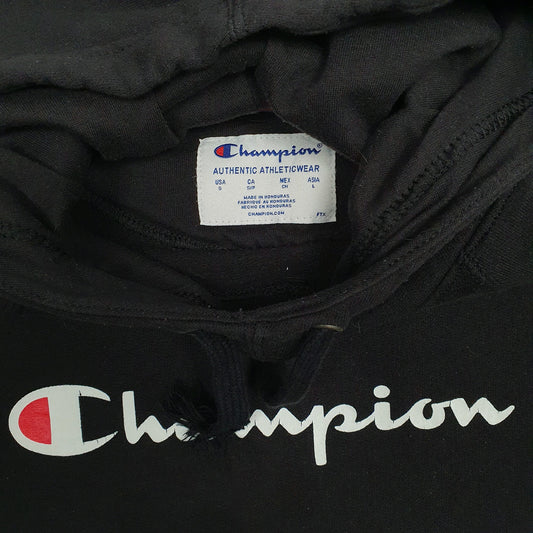 Champion®
AUTHENTIC ATHLETICWEAR
USA CA MEX ASIA
S S/P CH L
MADE IN HONDURAS
FABRIQUÉ AU HONDURAS
HECHO EN HONDURAS
CHAMPION.COM FTX
Champion